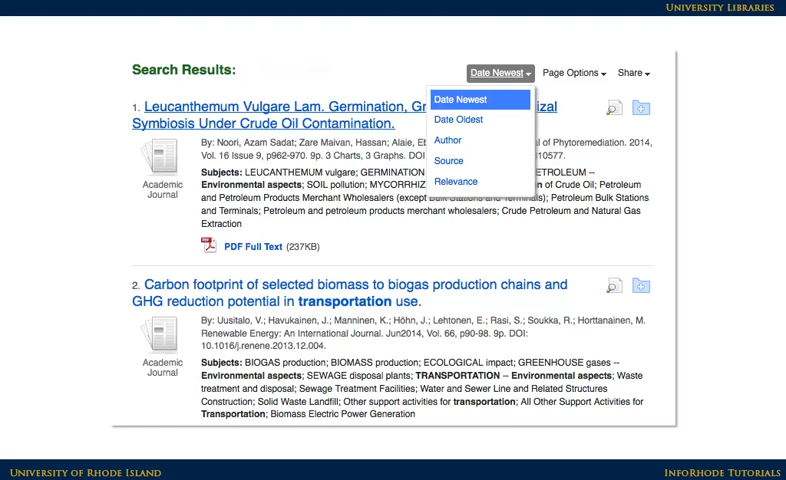 University Libraries
Search Results:
Date Newest Page Options Share
Date Newest
Date Oldest
Author
Source
Relevance
1. Leucanthemum Vulgare Lam. Germination, izal
Symbiosis Under Crude Oil Contamination.
By: Noori, Azam Sadat; Zare Maivan, Hassan; Alaie, of Phytoremediation. 2014,
Vol. 16 Issue 9, p962-970. 9p. 3 Charts, 3 Graphs. DOI 810577.
Academic
Journal
Subjects: LEUCANTHEMUM vulgare; GERMINATION ETROLEUM --
Environmental aspects; SOIL pollution; MYCORRHIZ n of Crude Oil; Petroleum
and Petroleum Products Merchant Wholesalers (except Bulk Stations and Terminals); Petroleum Bulk Stations
and Terminals; Petroleum and petroleum products merchant wholesalers; Crude Petroleum and Natural Gas
Extraction
PDF Full Text (237KB)
2. Carbon footprint of selected biomass to biogas production chains and
GHG reduction potential in transportation use.
By: Uusitalo, V.; Havukainen, J.; Manninen, K.; Höhn, J.; Lehtonen, E.; Rasi, S.; Soukka, R.; Horttanainen, M.
Renewable Energy: An International Journal. Jun2014, Vol. 66, p90-98. 9p. DOI:
10.1016/j.renene.2013.12.004.
Academic
Journal
Subjects: BIOGAS production; BIOMASS production; ECOLOGICAL impact; GREENHOUSE gases --
Environmental aspects; SEWAGE disposal plants; TRANSPORTATION -- Environmental aspects; Waste
treatment and disposal; Sewage Treatment Facilities; Water and Sewer Line and Related Structures
Construction; Solid Waste Landfill; Other support activities for transportation; All Other Support Activities for
Transportation; Biomass Electric Power Generation
University of Rhode Island
InfoRhode Tutorials